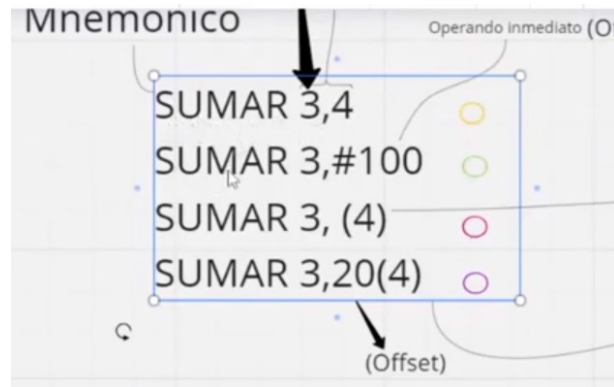 Mnemonico
Operando inmediato (O
SUMAR 3,4
SUMAR 3,#100
SUMAR 3, (4)
SUMAR 3,20(4)
(Offset)